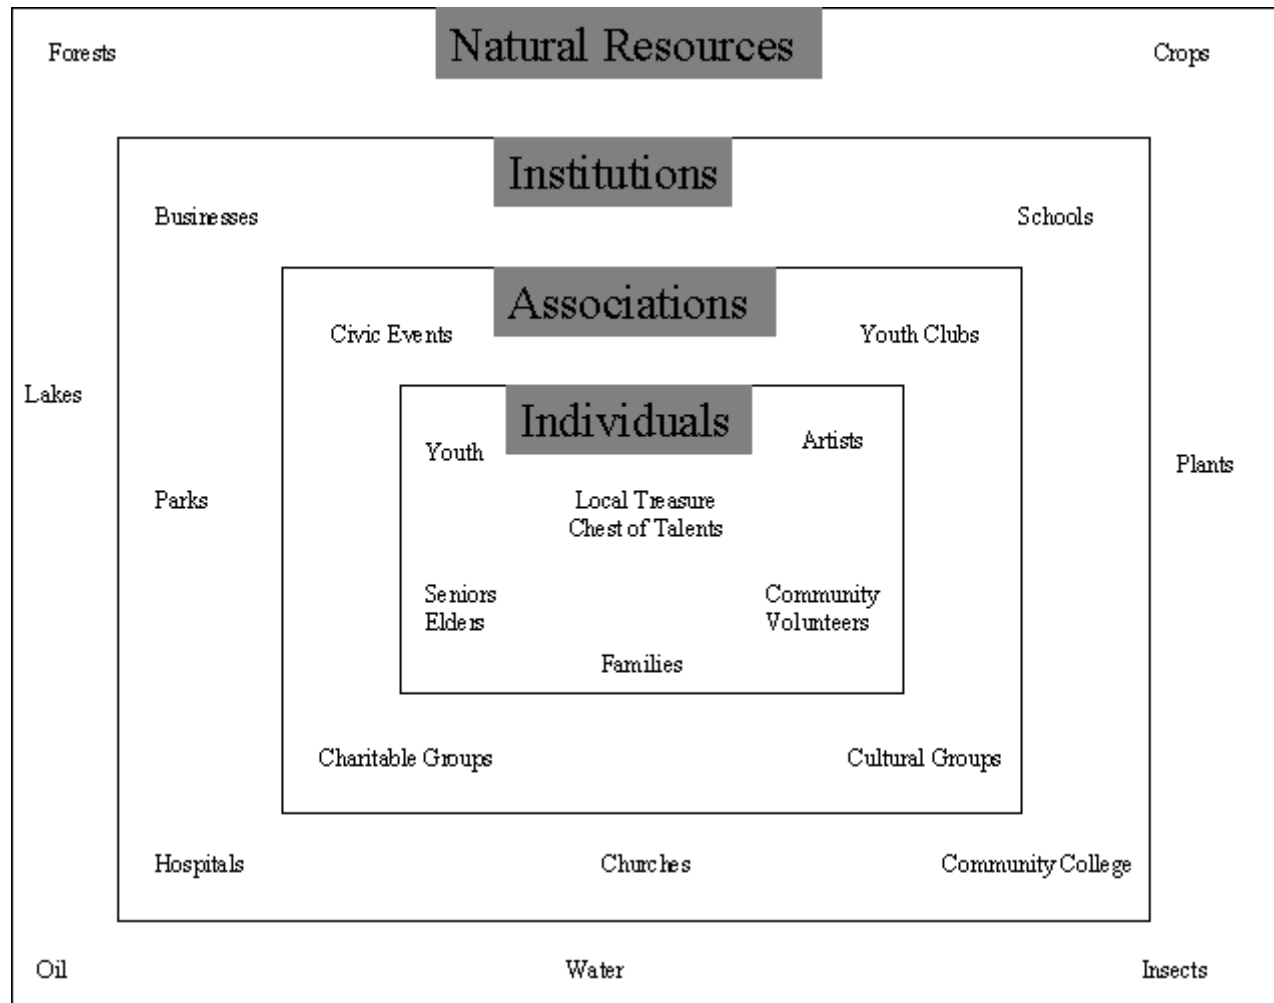 Natural Resources
Forests
Crops
Institutions
Businesses
Schools
Associations
Civic Events
Youth Clubs
Lakes
Individuals
Youth
Artists
Plants
Parks
Local Treasure
Chest of Talents
Seniors
Elders
Community
Volunteers
Families
Charitable Groups
Cultural Groups
Hospitals
Churches
Community College
Oil
Water
Insects